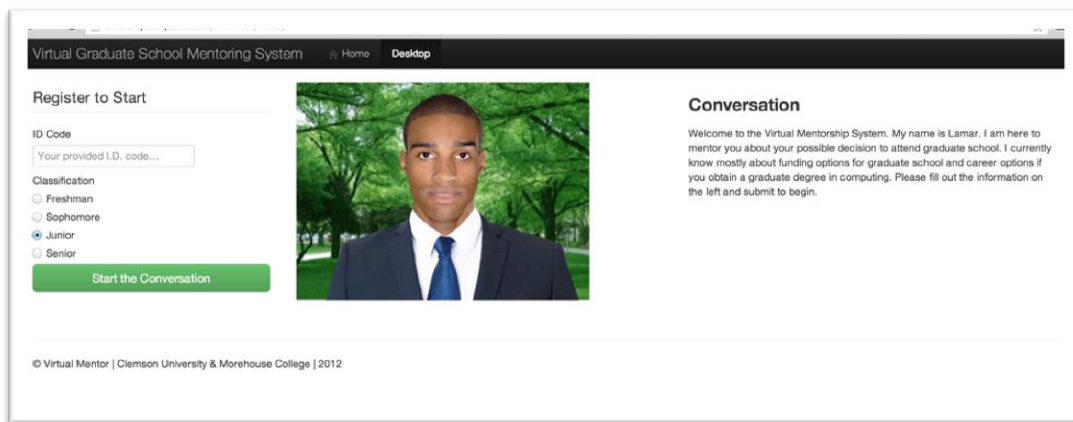 Virtual Graduate School Mentoring System Home Desktop
Register to Start
ID Code
Your provided I.D. code...
Classification
Freshman
Sophomore
Junior
Senior
Start the Conversation
Conversation
Welcome to the Virtual Mentorship System. My name is Lamar. I am here to
mentor you about your possible decision to attend graduate school. I currently
know mostly about funding options for graduate school and career options if
you obtain a graduate degree in computing. Please fill out the information on
the left and submit to begin.
© Virtual Mentor | Clemson University & Morehouse College | 2012